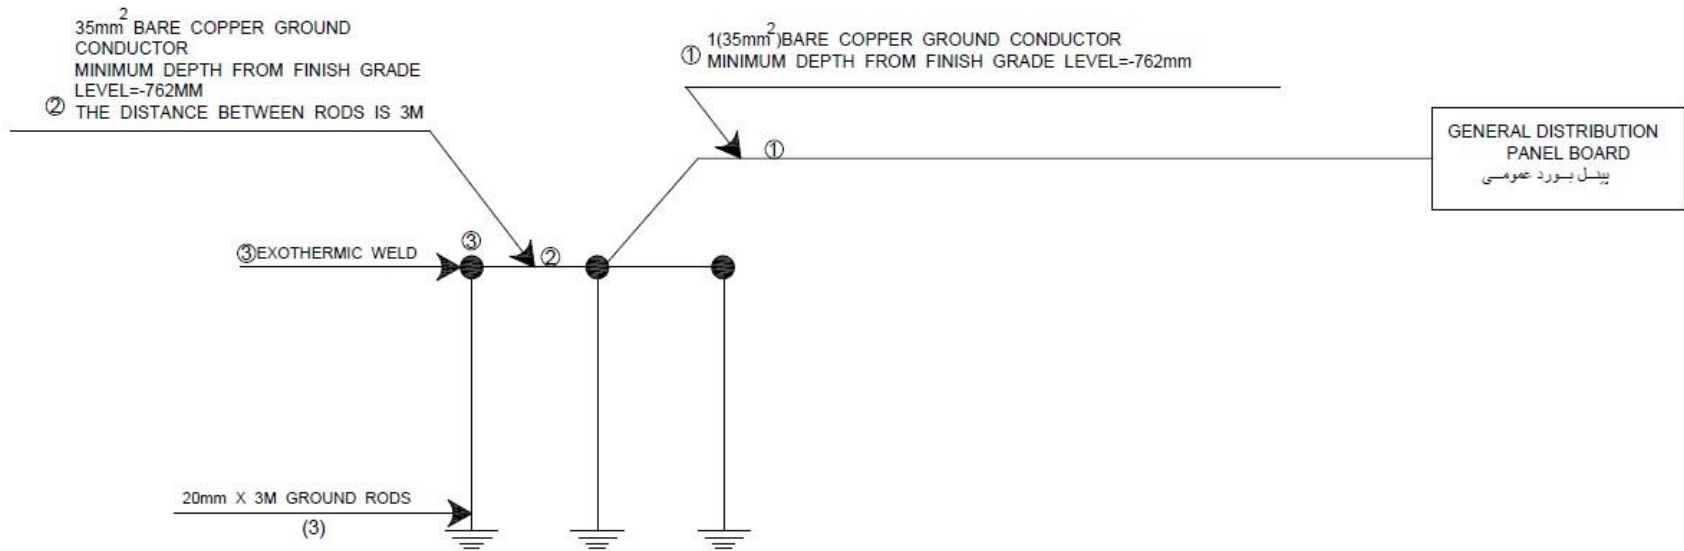 35mm² BARE COPPER GROUND
CONDUCTOR
MINIMUM DEPTH FROM FINISH GRADE
LEVEL=-762MM
② THE DISTANCE BETWEEN RODS IS 3M
1(35mm²)BARE COPPER GROUND CONDUCTOR
① MINIMUM DEPTH FROM FINISH GRADE LEVEL=-762mm
①
GENERAL DISTRIBUTION
PANEL BOARD
پینل بورد عمومی
③EXOTHERMIC WELD
③
②
20mm X 3M GROUND RODS
(3)